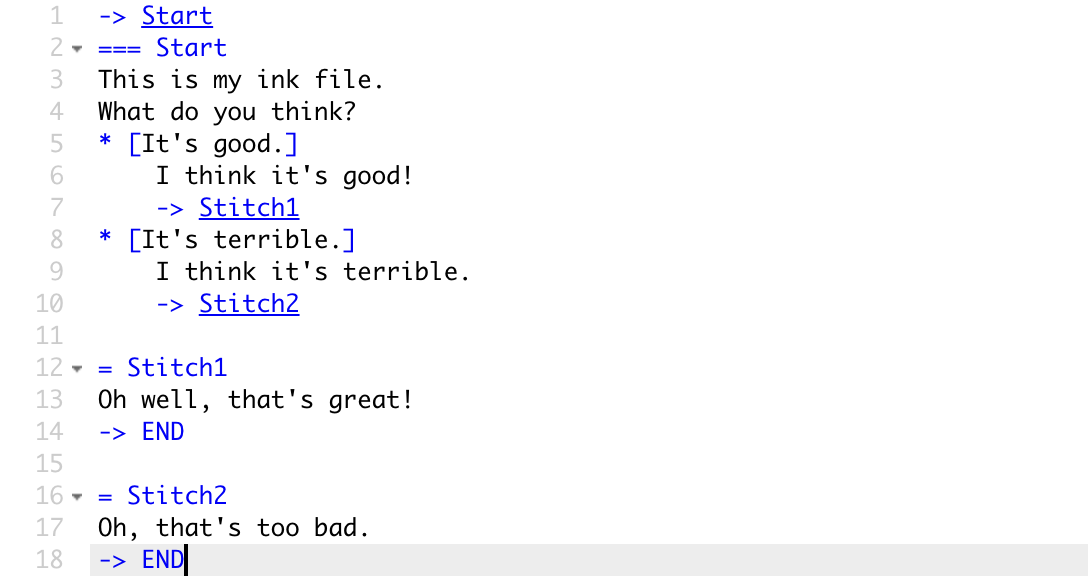 1 -> Start
2 === Start
3 This is my ink file.
4 What do you think?
5 * [It's good.]
6 I think it's good!
7 -> Stitch1
8 * [It's terrible.]
9 I think it's terrible.
10 -> Stitch2
11
12 = Stitch1
13 Oh well, that's great!
14 -> END
15
16 = Stitch2
17 Oh, that's too bad.
18 -> END